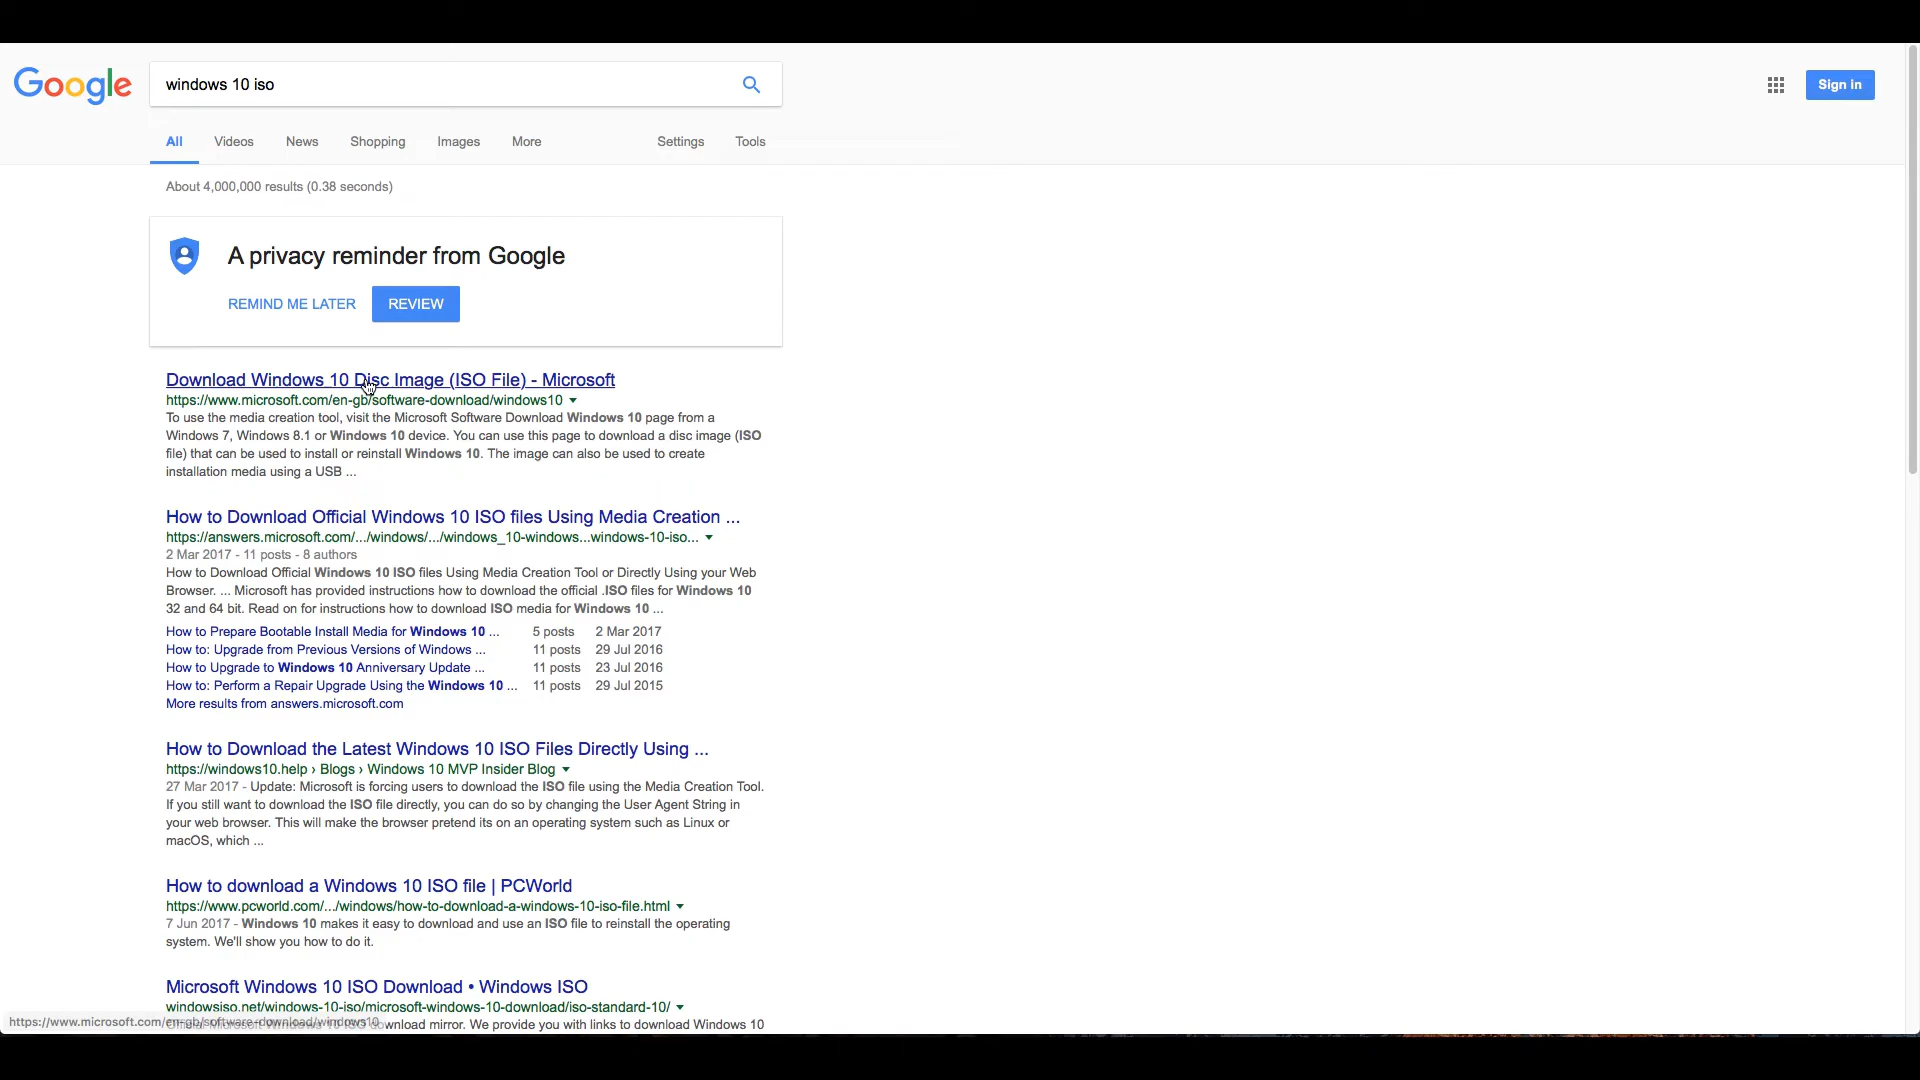 Google
windows 10 iso
Sign in
All Videos News Shopping Images More Settings Tools
About 4,000,000 results (0.38 seconds)
A privacy reminder from Google
REMIND ME LATER REVIEW
Download Windows 10 Disc Image (ISO File) - Microsoft
https://www.microsoft.com/en-gb/software-download/windows10
To use the media creation tool, visit the Microsoft Software Download Windows 10 page from a
Windows 7, Windows 8.1 or Windows 10 device. You can use this page to download a disc image (ISO
file) that can be used to install or reinstall Windows 10. The image can also be used to create
installation media using a USB ...
How to Download Official Windows 10 ISO files Using Media Creation ...
https://answers.microsoft.com/.../windows/.../windows_10-windows...windows-10-iso...
2 Mar 2017 - 11 posts - 8 authors
How to Download Official Windows 10 ISO files Using Media Creation Tool or Directly Using your Web
Browser. ... Microsoft has provided instructions how to download the official .ISO files for Windows 10
32 and 64 bit. Read on for instructions how to download ISO media for Windows 10 ...
How to Prepare Bootable Install Media for Windows 10 ... 5 posts 2 Mar 2017
How to: Upgrade from Previous Versions of Windows ... 11 posts 29 Jul 2016
How to Upgrade to Windows 10 Anniversary Update ... 11 posts 23 Jul 2016
How to: Perform a Repair Upgrade Using the Windows 10 ... 11 posts 29 Jul 2015
More results from answers.microsoft.com
How to Download the Latest Windows 10 ISO Files Directly Using ...
https://windows10.help › Blogs › Windows 10 MVP Insider Blog
27 Mar 2017 - Update: Microsoft is forcing users to download the ISO file using the Media Creation Tool.
If you still want to download the ISO file directly, you can do so by changing the User Agent String in
your web browser. This will make the browser pretend its on an operating system such as Linux or
macOS, which ...
How to download a Windows 10 ISO file | PCWorld
https://www.pcworld.com/.../windows/how-to-download-a-windows-10-iso-file.html
7 Jun 2017 - Windows 10 makes it easy to download and use an ISO file to reinstall the operating
system. We'll show you how to do it.
Microsoft Windows 10 ISO Download • Windows ISO
windowsiso.net/windows-10-iso/microsoft-windows-10-download/iso-standard-10/
Official Microsoft Windows 10 ISO download mirror. We provide you with links to download Windows 10
https://www.microsoft.com/en-gb/software-download/windows10